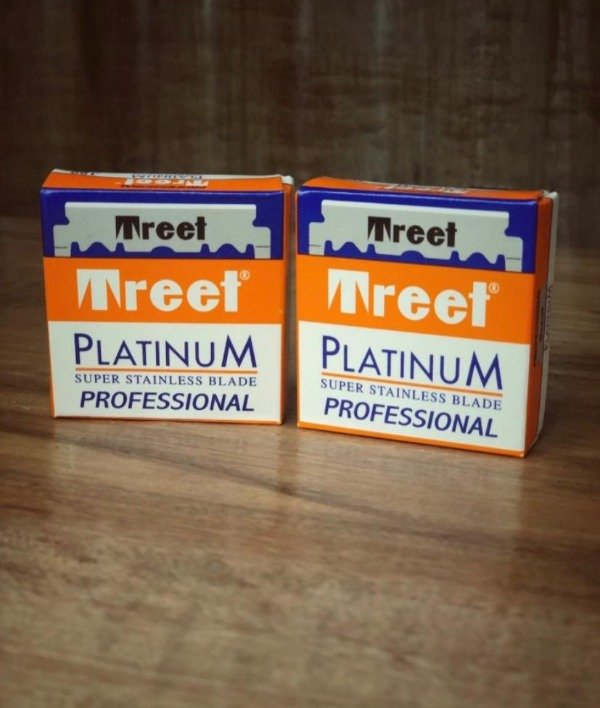 Treet
Treet®
PLATINUM
SUPER STAINLESS BLADE
PROFESSIONAL
Treet
Treet®
PLATINUM
SUPER STAINLESS BLADE
PROFESSIONAL